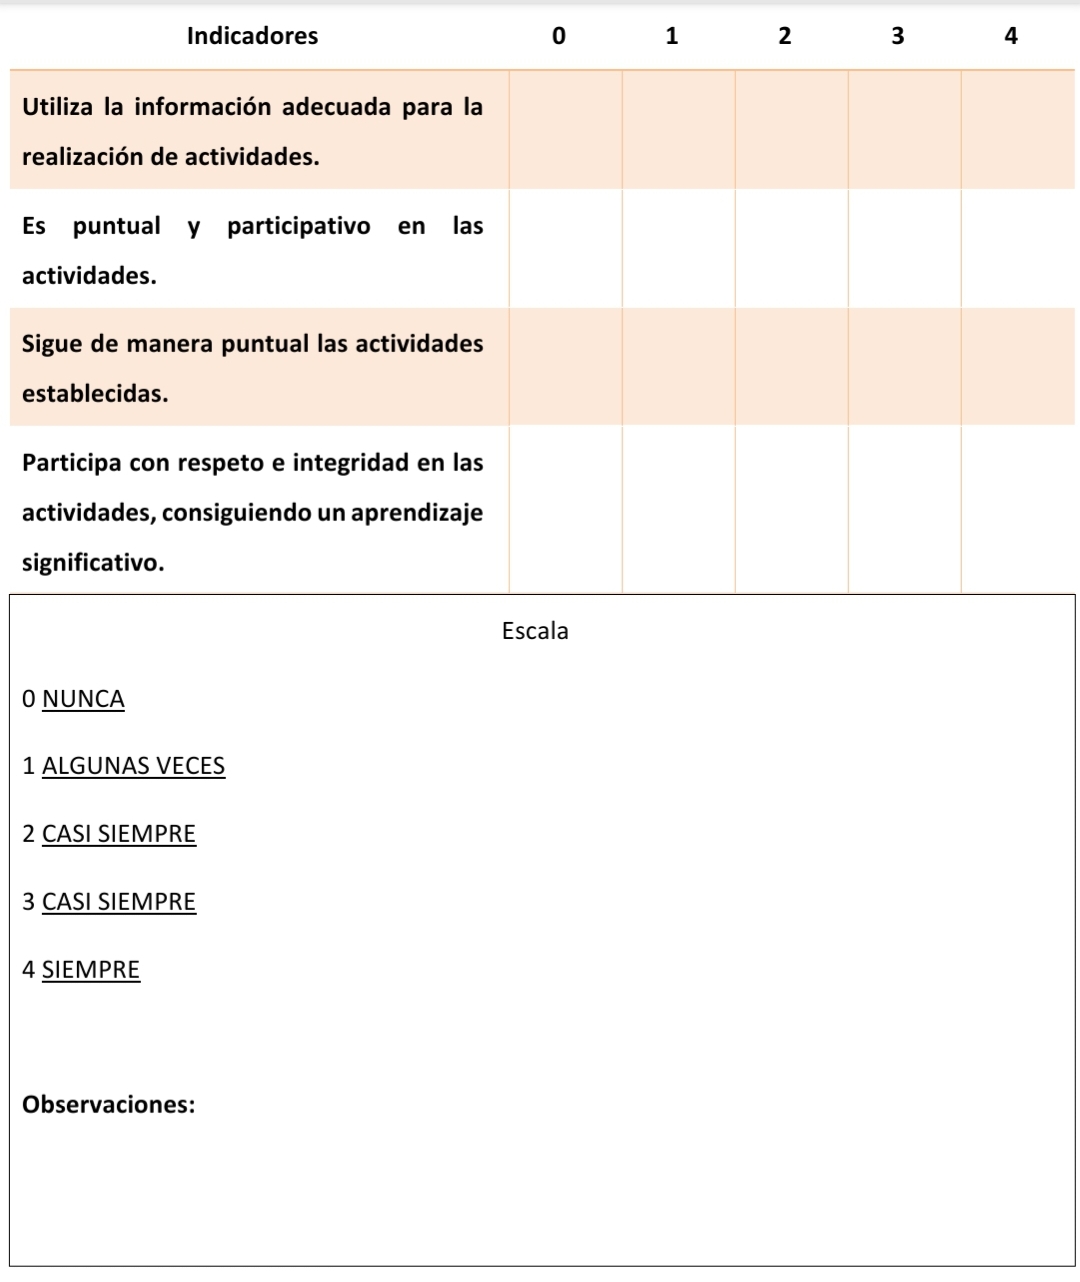 Indicadores 0 1 2 3 4
Utiliza la información adecuada para la
realización de actividades.
Es puntual y participativo en las
actividades.
Sigue de manera puntual las actividades
establecidas.
Participa con respeto e integridad en las
actividades, consiguiendo un aprendizaje
significativo.
Escala
0 NUNCA
1 ALGUNAS VECES
2 CASI SIEMPRE
3 CASI SIEMPRE
4 SIEMPRE
Observaciones: